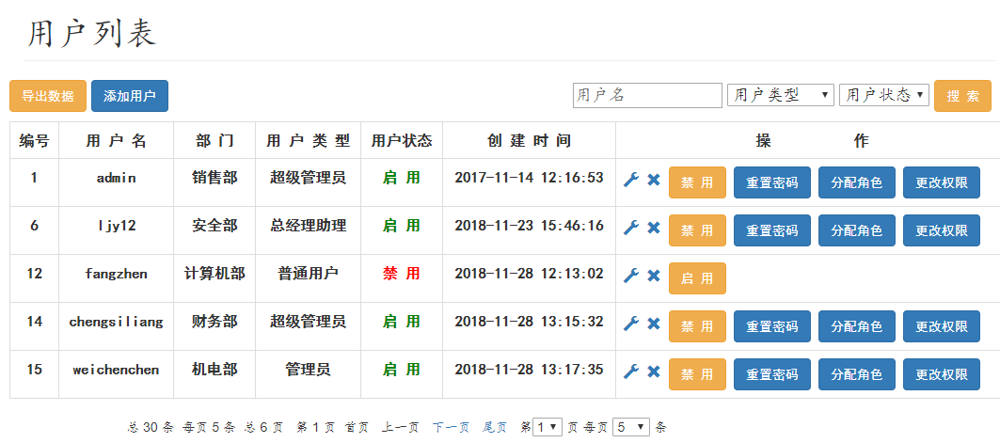 用户列表
导出数据 添加用户 用户名 用户类型 用户状态 搜 索
编号 用 户 名 部 门 用 户 类 型 用户状态 创 建 时 间 操 作
1 admin 销售部 超级管理员 启 用 2017-11-14 12:16:53 禁 用 重置密码 分配角色 更改权限
6 ljy12 安全部 总经理助理 启 用 2018-11-23 15:46:16 禁 用 重置密码 分配角色 更改权限
12 fangzhen 计算机部 普通用户 禁 用 2018-11-28 12:13:02 启 用
14 chengsiliang 财务部 超级管理员 启 用 2018-11-28 13:15:32 禁 用 重置密码 分配角色 更改权限
15 weichenchen 机电部 管理员 启 用 2018-11-28 13:17:35 禁 用 重置密码 分配角色 更改权限
总 30 条 每页 5 条 总 6 页 第 1 页 首页 上一页 下一页 尾页 第 1 页 每页 5 条